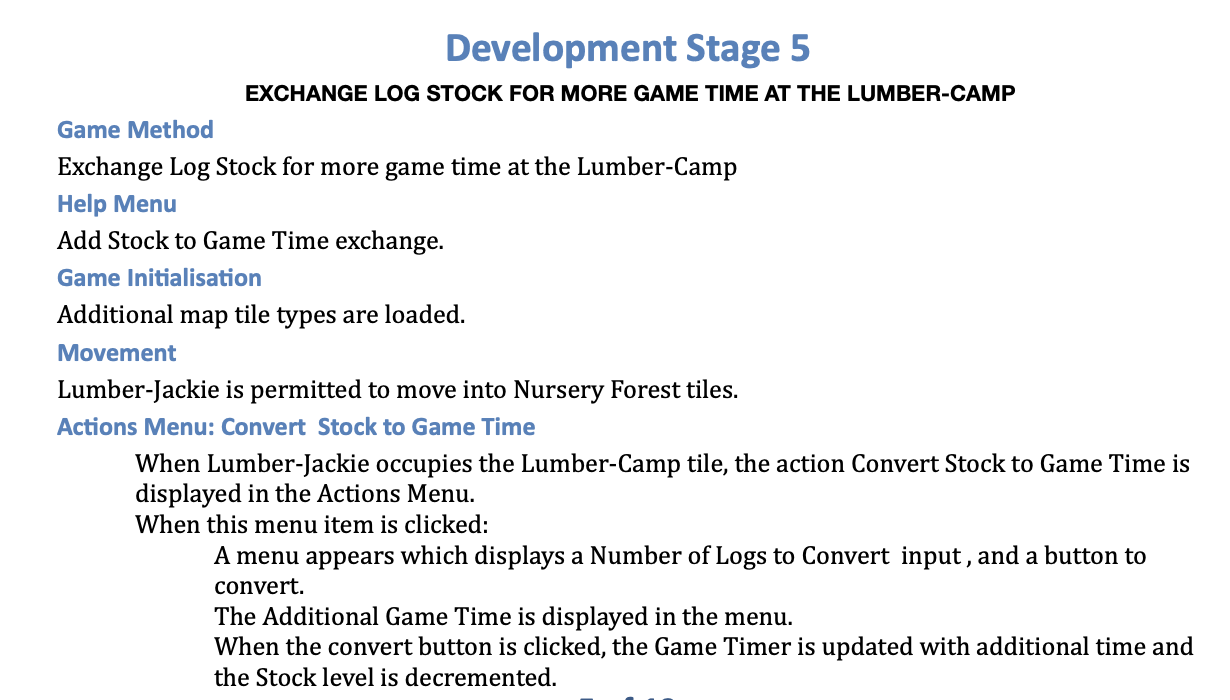 Development Stage 5
EXCHANGE LOG STOCK FOR MORE GAME TIME AT THE LUMBER-CAMP
Game Method
Exchange Log Stock for more game time at the Lumber-Camp
Help Menu
Add Stock to Game Time exchange.
Game Initialisation
Additional map tile types are loaded.
Movement
Lumber-Jackie is permitted to move into Nursery Forest tiles.
Actions Menu: Convert  Stock to Game Time
When Lumber-Jackie occupies the Lumber-Camp tile, the action Convert Stock to Game Time is
displayed in the Actions Menu.
When this menu item is clicked:
A menu appears which displays a Number of Logs to Convert  input , and a button to
convert.
The Additional Game Time is displayed in the menu.
When the convert button is clicked, the Game Timer is updated with additional time and
the Stock level is decremented.